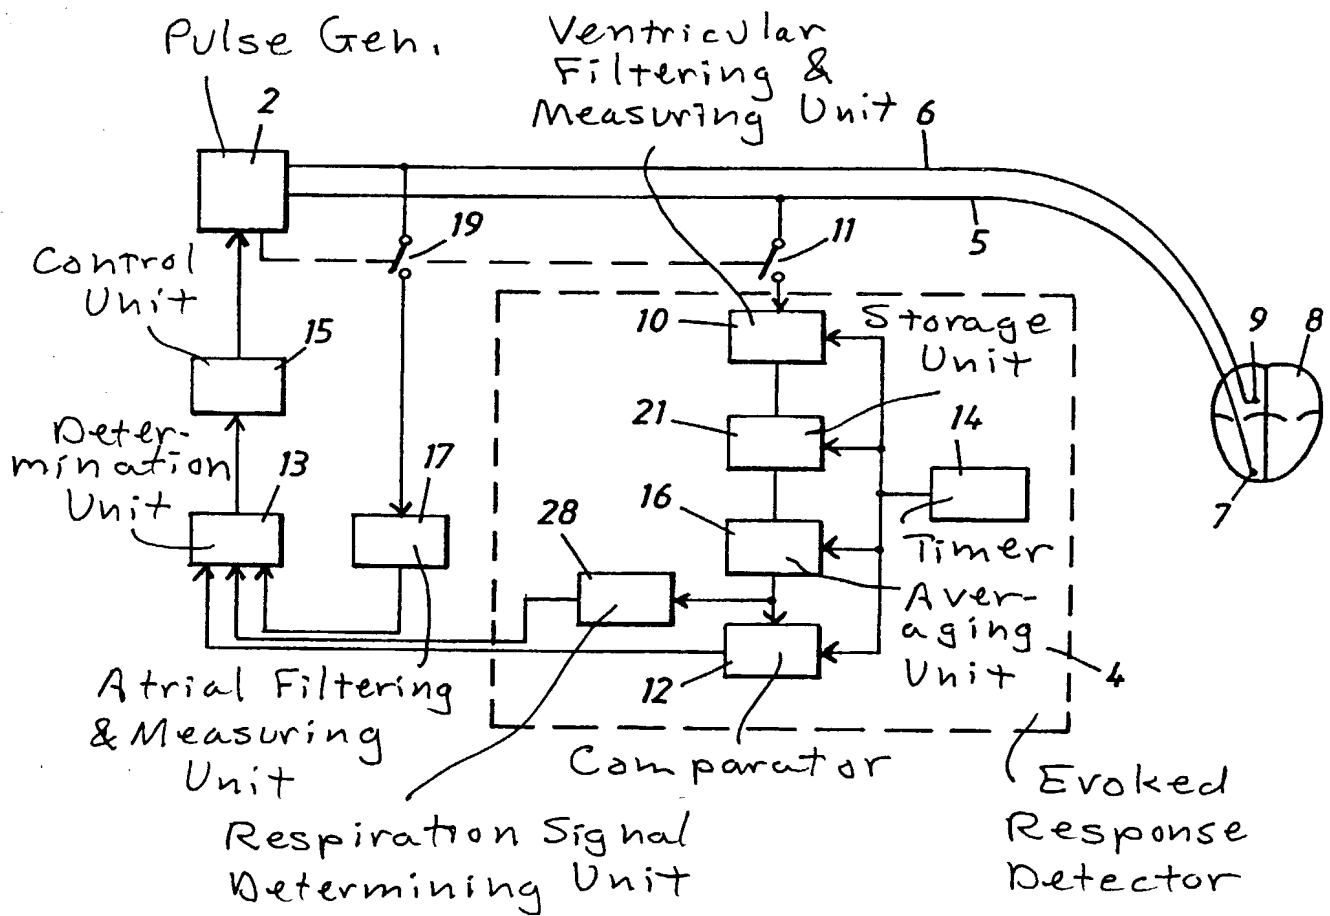 Pulse Gen.
2
Ventricular
Filtering &
Measuring Unit
6
5
19
11
Control
Unit
15
10
Storage
Unit
9
8
7
21
14
Deter-
mination
Unit
13
17
28
16
Timer
Aver-
aging
Unit
4
12
Atrial Filtering
& Measuring
Unit
Comparator
Respiration Signal
Determining Unit
Evoked
Response
Detector